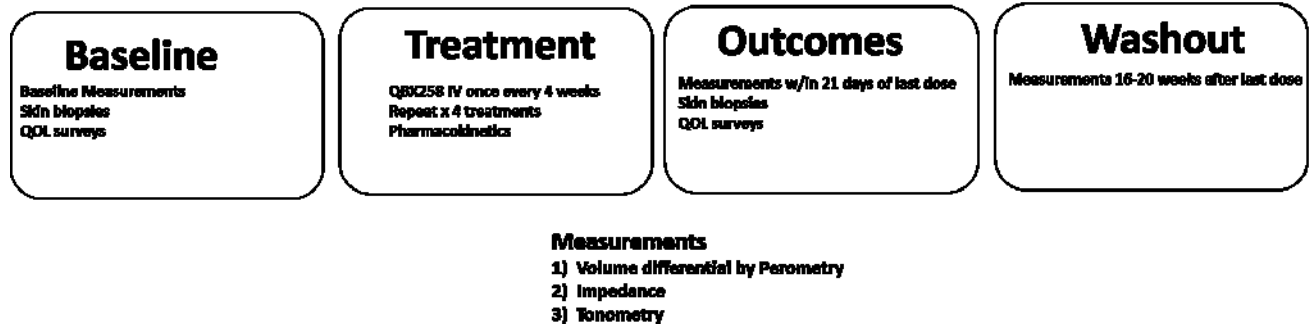 Baseline
Baseline Measurements
Skin biopsies
QOL surveys
Treatment
QBX258 IV once every 4 weeks
Repeat x 4 treatments
Pharmacokinetics
Outcomes
Measurements w/in 21 days of last dose
Skin biopsies
QOL surveys
Washout
Measurements 16-20 weeks after last dose
Measurements
1) Volume differential by Perometry
2) Impedance
3) Tonometry